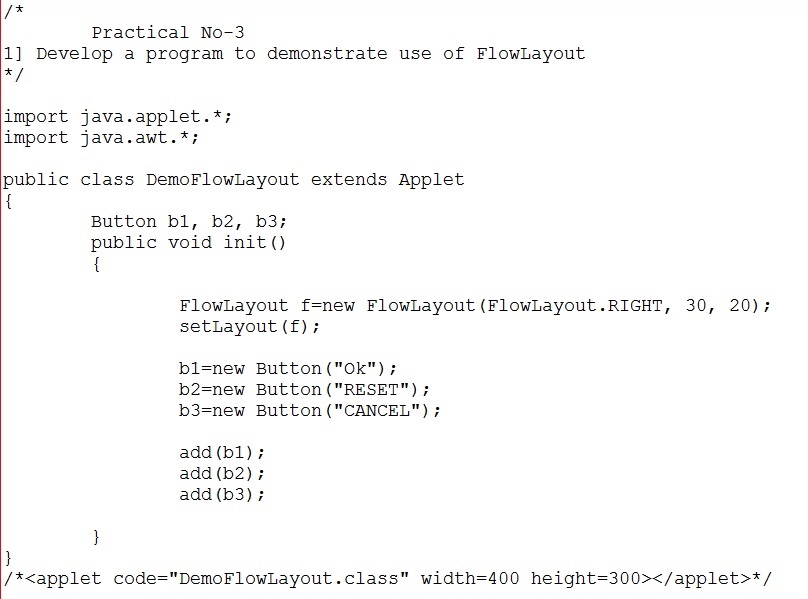 /*
        Practical No-3
1] Develop a program to demonstrate use of FlowLayout
*/

import java.applet.*;
import java.awt.*;

public class DemoFlowLayout extends Applet
{
        Button b1, b2, b3;
        public void init()
        {

                FlowLayout f=new FlowLayout(FlowLayout.RIGHT, 30, 20);
                setLayout(f);

                b1=new Button("Ok");
                b2=new Button("RESET");
                b3=new Button("CANCEL");

                add(b1);
                add(b2);
                add(b3);

        }
}
/*<applet code="DemoFlowLayout.class" width=400 height=300></applet>*/